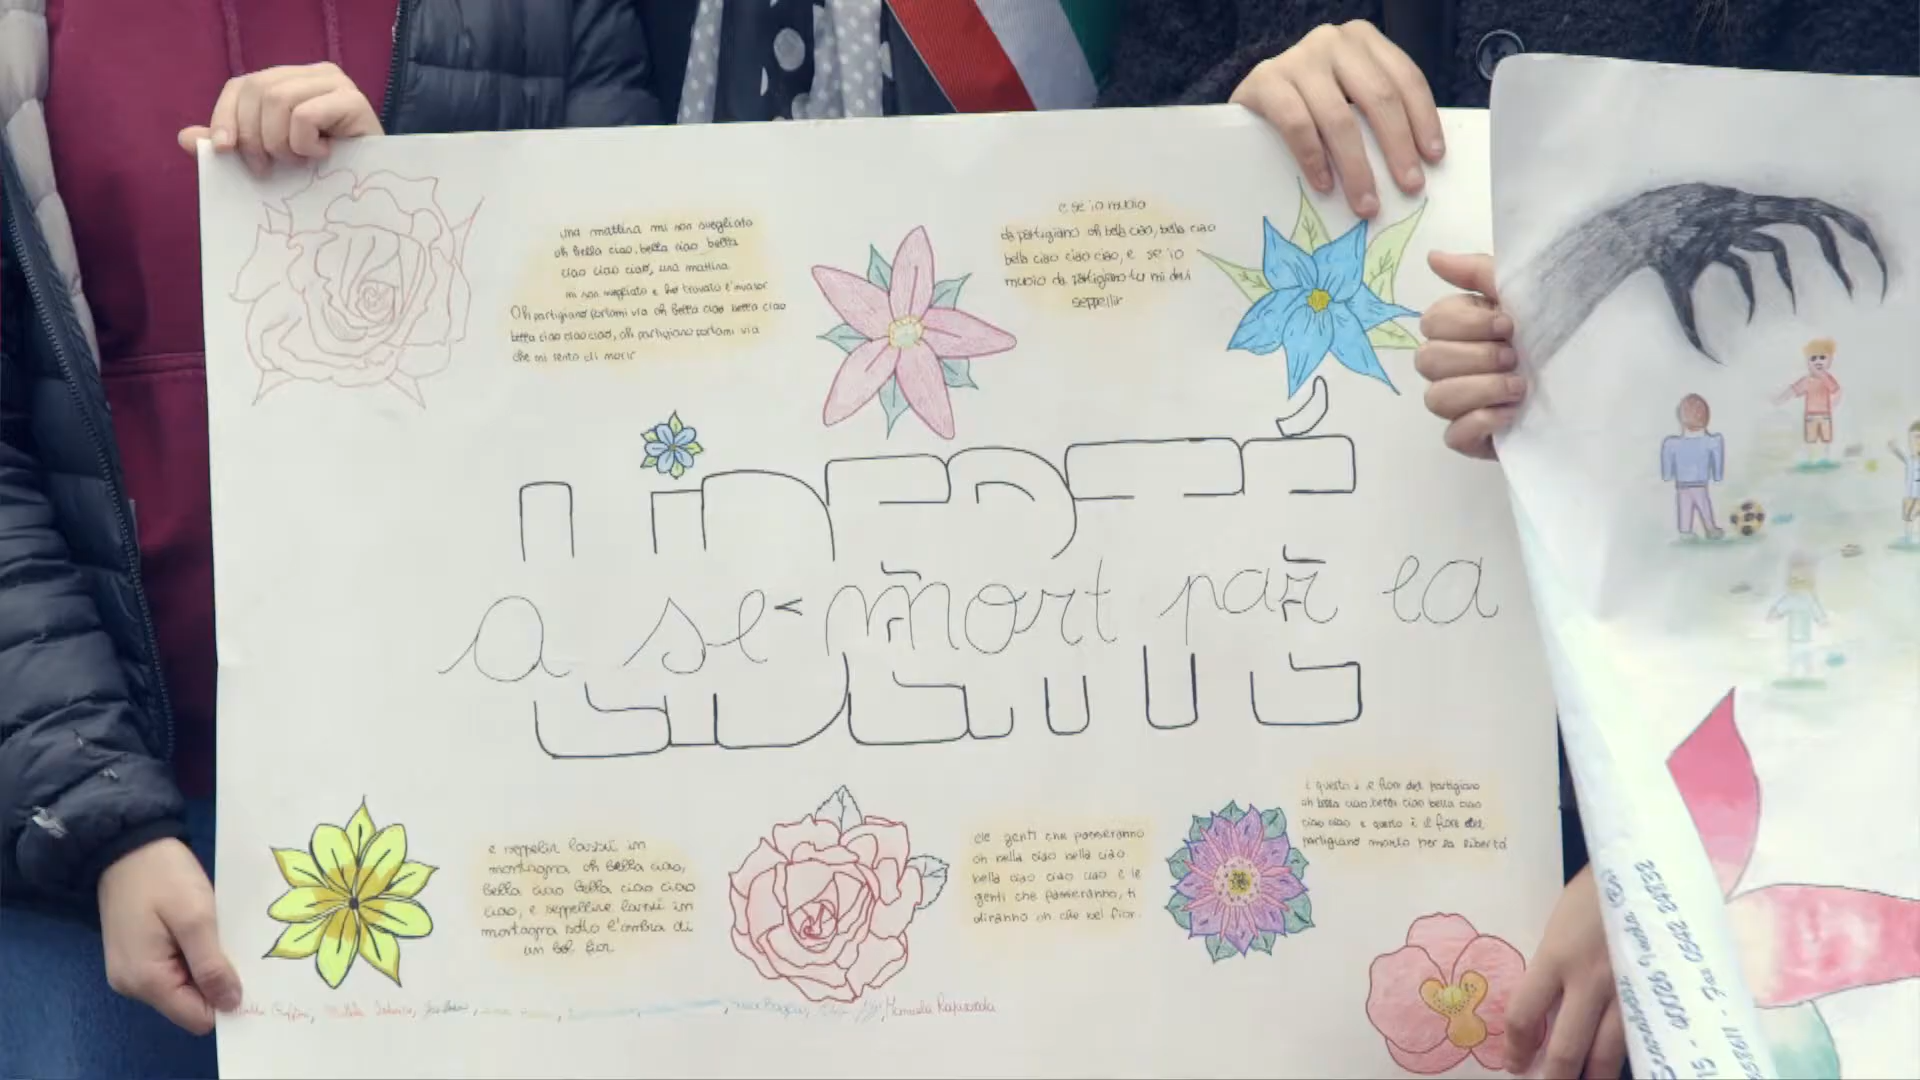 una mattina mi son svegliato
oh bella ciao, bella ciao bella
ciao ciao ciao, una mattina
mi son svegliato e ho trovato l'invasor
Oh partigiano portami via oh bella ciao bella ciao
bella ciao ciao ciao, oh partigiano portami via
che mi sento di morir
e se io muoio
da partigiano oh bella ciao, bella ciao
bella ciao ciao ciao, e se io
muoio da partigiano tu mi devi
seppellir
LIBERTÉ
a se mort par la
e seppellir lassù in
montagna oh bella ciao,
bella ciao bella ciao ciao
ciao, e seppellire lassù in
montagna sotto l'ombra di
un bel fior
e genti che passeranno
oh bella ciao bella ciao
bella ciao ciao ciao e le
genti che passeranno, ti
diranno oh che bel fior.
E questo è il fiore del partigiano
oh bella ciao, bella ciao bella ciao
ciao ciao e questo è il fiore del
partigiano morto per la libertà
Manuela